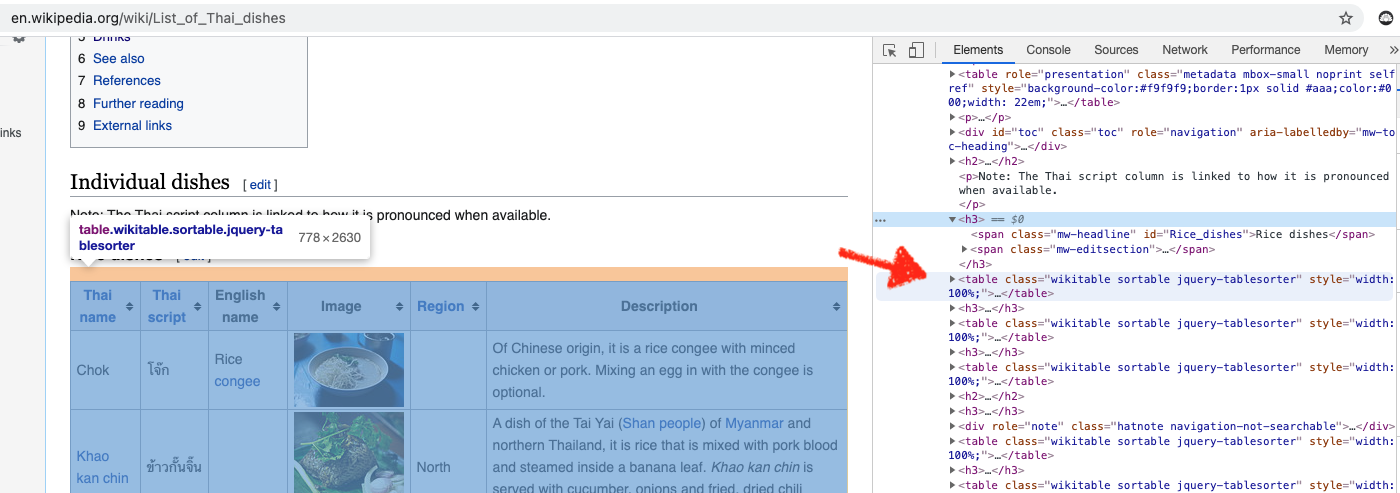 en.wikipedia.org/wiki/List_of_Thai_dishes
inks
5 Drinks
6 See also
7 References
8 Further reading
9 External links
Individual dishes [ edit ]
Note: The Thai script column is linked to how it is pronounced when available.
table.wikitable.sortable.jquery-ta
blesorter
778 × 2630
Thai name
Thai script
English name
Image
Region
Description
Chok
โจ๊ก
Rice congee
Of Chinese origin, it is a rice congee with minced
chicken or pork. Mixing an egg in with the congee is
optional.
Khao kan chin
ข้าวกั๊นจิ๊น
North
A dish of the Tai Yai (Shan people) of Myanmar and
northern Thailand, it is rice that is mixed with pork blood
and steamed inside a banana leaf. Khao kan chin is
served with cucumber, onions and fried, dried chili
Elements Console Sources Network Performance Memory »
▶<table role="presentation" class="metadata mbox-small noprint self
ref" style="background-color:#f9f9f9;border:1px solid #aaa;color:#0
00;width: 22em;">…</table>
▶<p>…</p>
▶<div id="toc" class="toc" role="navigation" aria-labelledby="mw-to
c-heading">…</div>
▶<h2>…</h2>
<p>Note: The Thai script column is linked to how it is pronounced
when available.
</p>
… ▼<h3> == $0
<span class="mw-headline" id="Rice_dishes">Rice dishes</span>
▶<span class="mw-editsection">…</span>
</h3>
▶<table class="wikitable sortable jquery-tablesorter" style="width:
100%;">…</table>
▶<h3>…</h3>
▶<table class="wikitable sortable jquery-tablesorter" style="width:
100%;">…</table>
▶<h3>…</h3>
▶<table class="wikitable sortable jquery-tablesorter" style="width:
100%;">…</table>
▶<h2>…</h2>
▶<h3>…</h3>
▶<div role="note" class="hatnote navigation-not-searchable">…</div>
▶<table class="wikitable sortable jquery-tablesorter" style="width:
100%;">…</table>
▶<h3>…</h3>
▶<table class="wikitable sortable jquery-tablesorter" style="width: